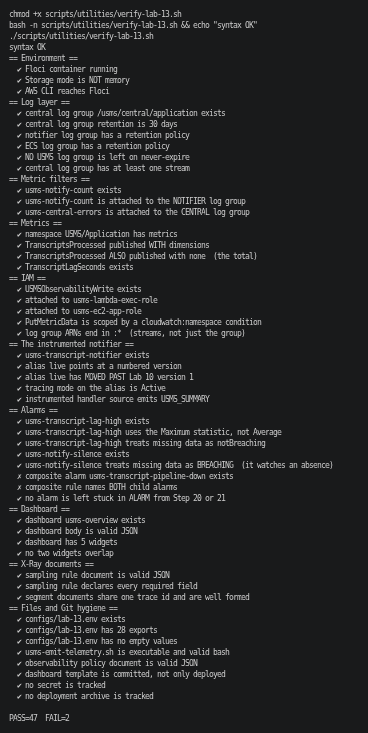 chmod +x scripts/utilities/verify-lab-13.sh
bash -n scripts/utilities/verify-lab-13.sh && echo "syntax OK"
./scripts/utilities/verify-lab-13.sh
syntax OK
== Environment ==
✔ Floci container running
✔ Storage mode is NOT memory
✔ AWS CLI reaches Floci
== Log layer ==
✔ central log group /usms/central/application exists
✔ central log group retention is 30 days
✔ notifier log group has a retention policy
✔ ECS log group has a retention policy
✔ NO USMS log group is left on never-expire
✔ central log group has at least one stream
== Metric filters ==
✔ usms-notify-count exists
✔ usms-notify-count is attached to the NOTIFIER log group
✔ usms-central-errors is attached to the CENTRAL log group
== Metrics ==
✔ namespace USMS/Application has metrics
✔ TranscriptsProcessed published WITH dimensions
✔ TranscriptsProcessed ALSO published with none  (the total)
✔ TranscriptLagSeconds exists
== IAM ==
✔ USMSObservabilityWrite exists
✔ attached to usms-lambda-exec-role
✔ attached to usms-ec2-app-role
✔ PutMetricData is scoped by a cloudwatch:namespace condition
✔ log group ARNs end in :*  (streams, not just the group)
== The instrumented notifier ==
✔ usms-transcript-notifier exists
✔ alias live points at a numbered version
✔ alias live has MOVED PAST Lab 10 version 1
✔ tracing mode on the alias is Active
✔ instrumented handler source emits USMS_SUMMARY
== Alarms ==
✔ usms-transcript-lag-high exists
✔ usms-transcript-lag-high uses the Maximum statistic, not Average
✔ usms-transcript-lag-high treats missing data as notBreaching
✔ usms-notify-silence exists
✔ usms-notify-silence treats missing data as BREACHING  (it watches an absence)
✗ composite alarm usms-transcript-pipeline-down exists
✗ composite rule names BOTH child alarms
✔ no alarm is left stuck in ALARM from Step 20 or 21
== Dashboard ==
✔ dashboard usms-overview exists
✔ dashboard body is valid JSON
✔ dashboard has 5 widgets
✔ no two widgets overlap
== X-Ray documents ==
✔ sampling rule document is valid JSON
✔ sampling rule declares every required field
✔ segment documents share one trace id and are well formed
== Files and Git hygiene ==
✔ configs/lab-13.env exists
✔ configs/lab-13.env has 28 exports
✔ configs/lab-13.env has no empty values
✔ usms-emit-telemetry.sh is executable and valid bash
✔ observability policy document is valid JSON
✔ dashboard template is committed, not only deployed
✔ no secret is tracked
✔ no deployment archive is tracked
PASS=47  FAIL=2